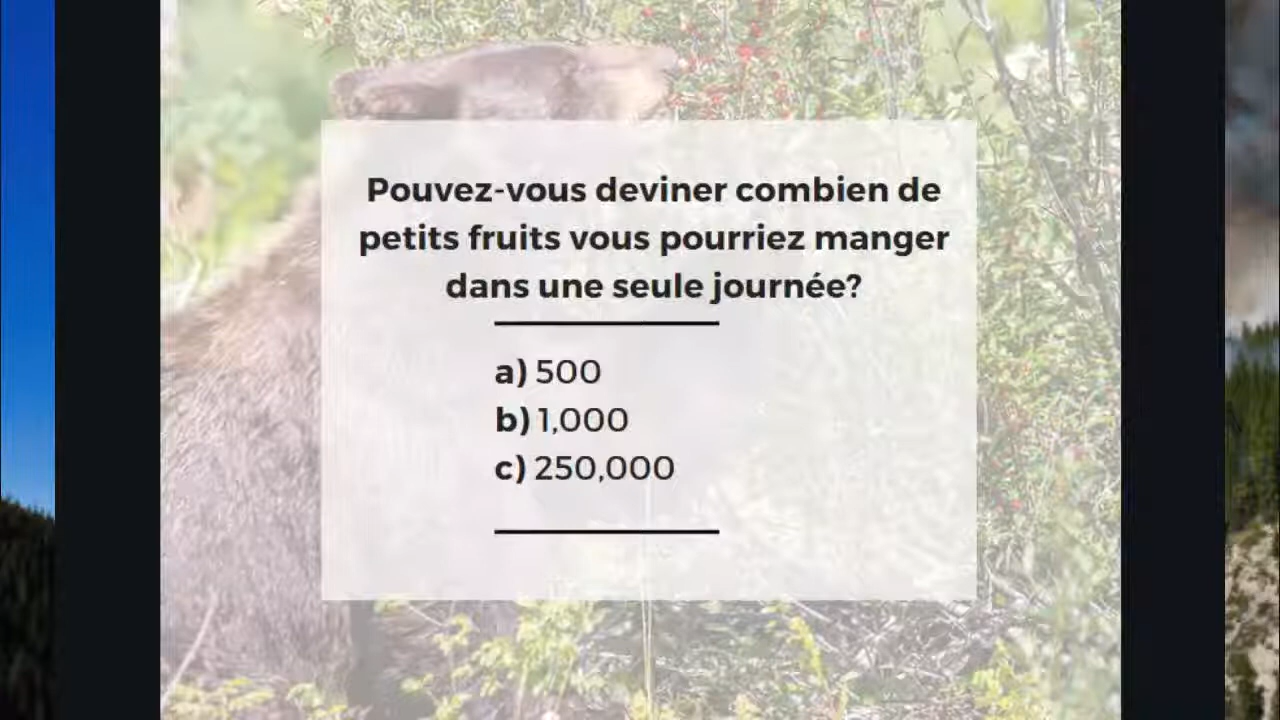 Pouvez-vous deviner combien de
petits fruits vous pourriez manger
dans une seule journée?
a) 500
b) 1,000
c) 250,000